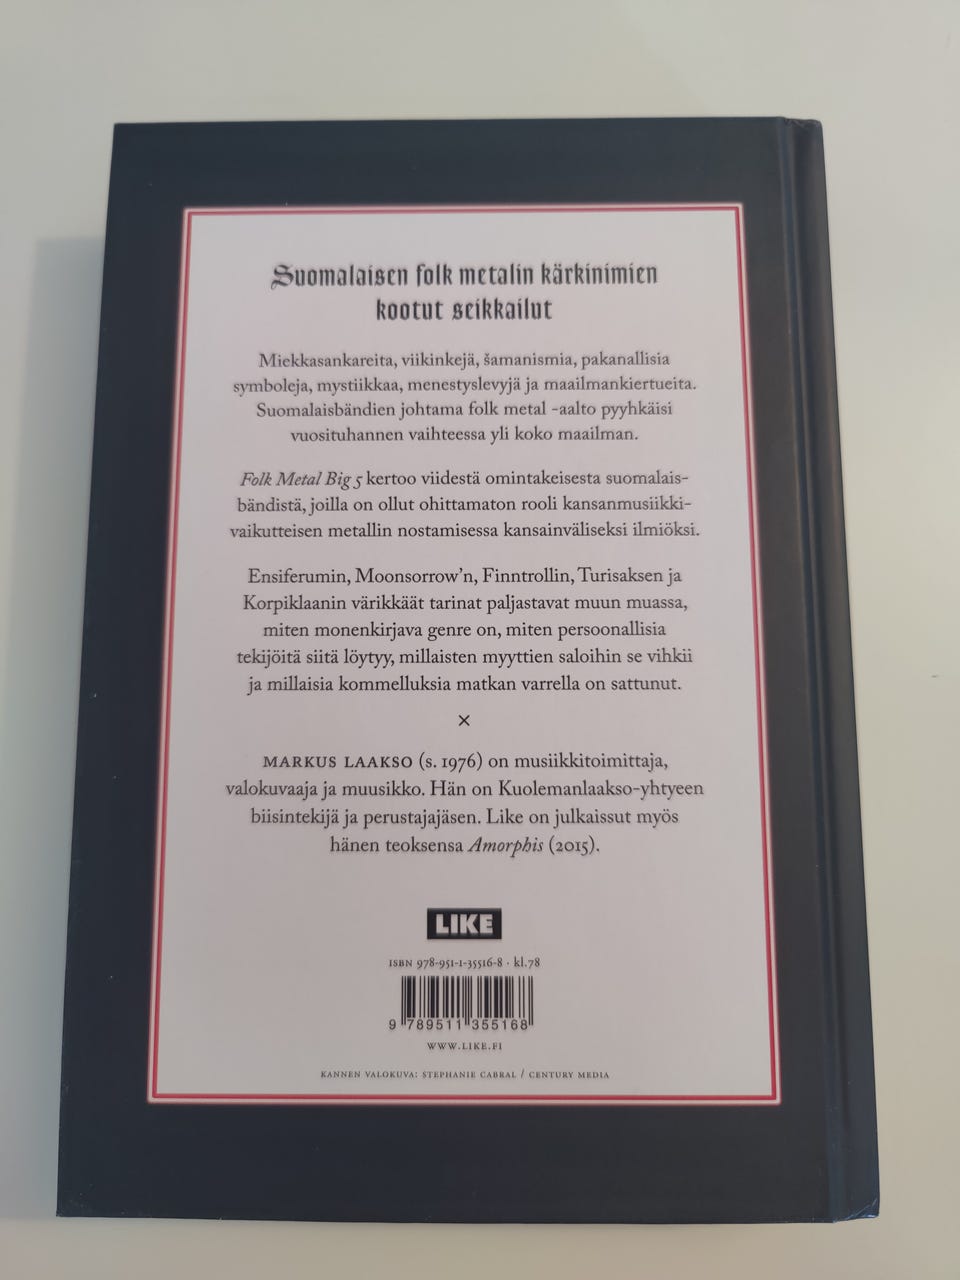 Suomalaisen folk metalin kärkinimien
kootut seikkailut
Miekkasankareita, viikinkejä, šamanismia, pakanallisia
symboleja, mystiikkaa, menestyslevyjä ja maailmankiertueita.
Suomalaisbändien johtama folk metal -aalto pyyhkäisi
vuosituhannen vaihteessa yli koko maailman.
Folk Metal Big 5 kertoo viidestä omintakeisesta suomalais-
bändistä, joilla on ollut ohittamaton rooli kansanmusiikki-
vaikutteisen metallin nostamisessa kansainväliseksi ilmiöksi.
Ensiferumin, Moonsorrow'n, Finntrollin, Turisaksen ja
Korpiklaanin värikkäät tarinat paljastavat muun muassa,
miten monenkirjava genre on, miten persoonallisia
tekijöitä siitä löytyy, millaisten myyttien saloihin se vihkii
ja millaisia kommelluksia matkan varrella on sattunut.
×
MARKUS LAAKSO (s. 1976) on musiikkitoimittaja,
valokuvaaja ja muusikko. Hän on Kuolemanlaakso-yhtyeen
biisintekijä ja perustajajäsen. Like on julkaissut myös
hänen teoksensa Amorphis (2015).
LIKE
ISBN 978-951-1-35516-8 · kl.78
9 789511 355168
WWW.LIKE.FI
KANNEN VALOKUVA: STEPHANIE CABRAL / CENTURY MEDIA